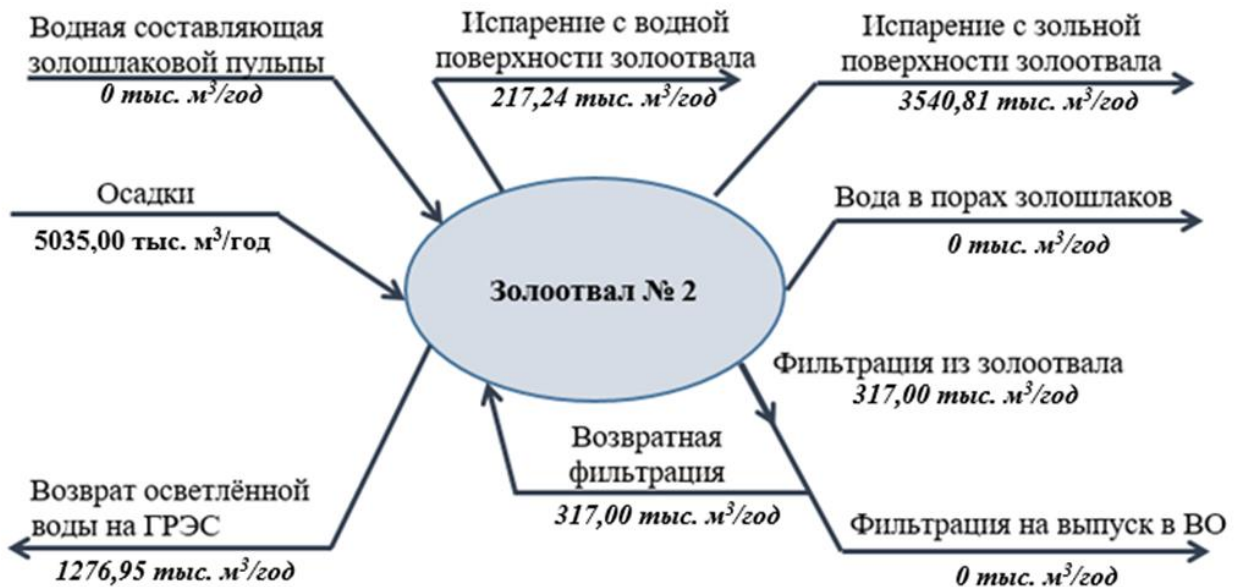 Водная составляющая
золошлаковой пульпы
0 тыс. м³/год
Испарение с водной
поверхности золоотвала
217,24 тыс. м³/год
Испарение с зольной
поверхности золоотвала
3540,81 тыс. м³/год
Осадки
5035,00 тыс. м³/год
Вода в порах золошлаков
0 тыс. м³/год
Золоотвал № 2
Фильтрация из золоотвала
317,00 тыс. м³/год
Возвратная
фильтрация
317,00 тыс. м³/год
Возврат осветлённой
воды на ГРЭС
1276,95 тыс. м³/год
Фильтрация на выпуск в ВО
0 тыс. м³/год